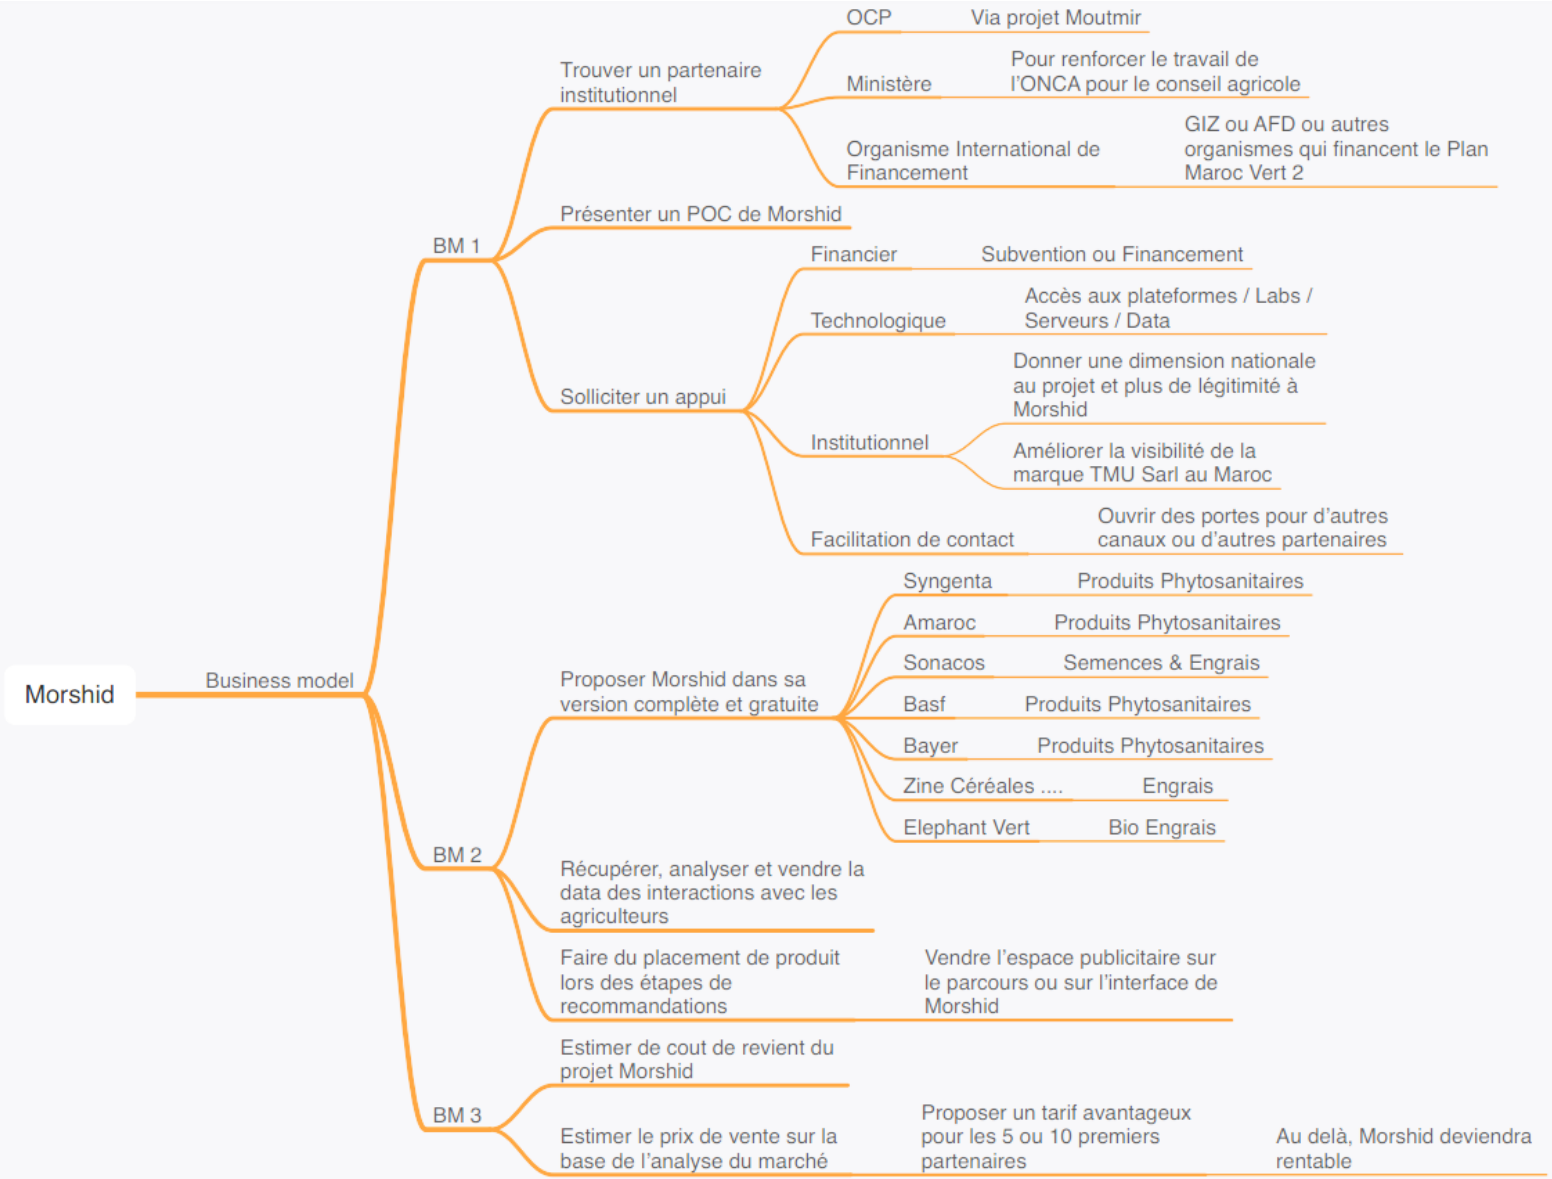 Morshid
Business model
BM 1
Trouver un partenaire
institutionnel
OCP
Via projet Moutmir
Ministère
Pour renforcer le travail de
l'ONCA pour le conseil agricole
Organisme International de
Financement
GIZ ou AFD ou autres
organismes qui financent le Plan
Maroc Vert 2
Présenter un POC de Morshid
Solliciter un appui
Financier
Subvention ou Financement
Technologique
Accès aux plateformes / Labs /
Serveurs / Data
Institutionnel
Donner une dimension nationale
au projet et plus de légitimité à
Morshid
Améliorer la visibilité de la
marque TMU Sarl au Maroc
Facilitation de contact
Ouvrir des portes pour d'autres
canaux ou d'autres partenaires
BM 2
Proposer Morshid dans sa
version complète et gratuite
Syngenta
Produits Phytosanitaires
Amaroc
Produits Phytosanitaires
Sonacos
Semences & Engrais
Basf
Produits Phytosanitaires
Bayer
Produits Phytosanitaires
Zine Céréales ....
Engrais
Elephant Vert
Bio Engrais
Récupérer, analyser et vendre la
data des interactions avec les
agriculteurs
Faire du placement de produit
lors des étapes de
recommandations
Vendre l'espace publicitaire sur
le parcours ou sur l'interface de
Morshid
BM 3
Estimer de cout de revient du
projet Morshid
Estimer le prix de vente sur la
base de l'analyse du marché
Proposer un tarif avantageux
pour les 5 ou 10 premiers
partenaires
Au delà, Morshid deviendra
rentable